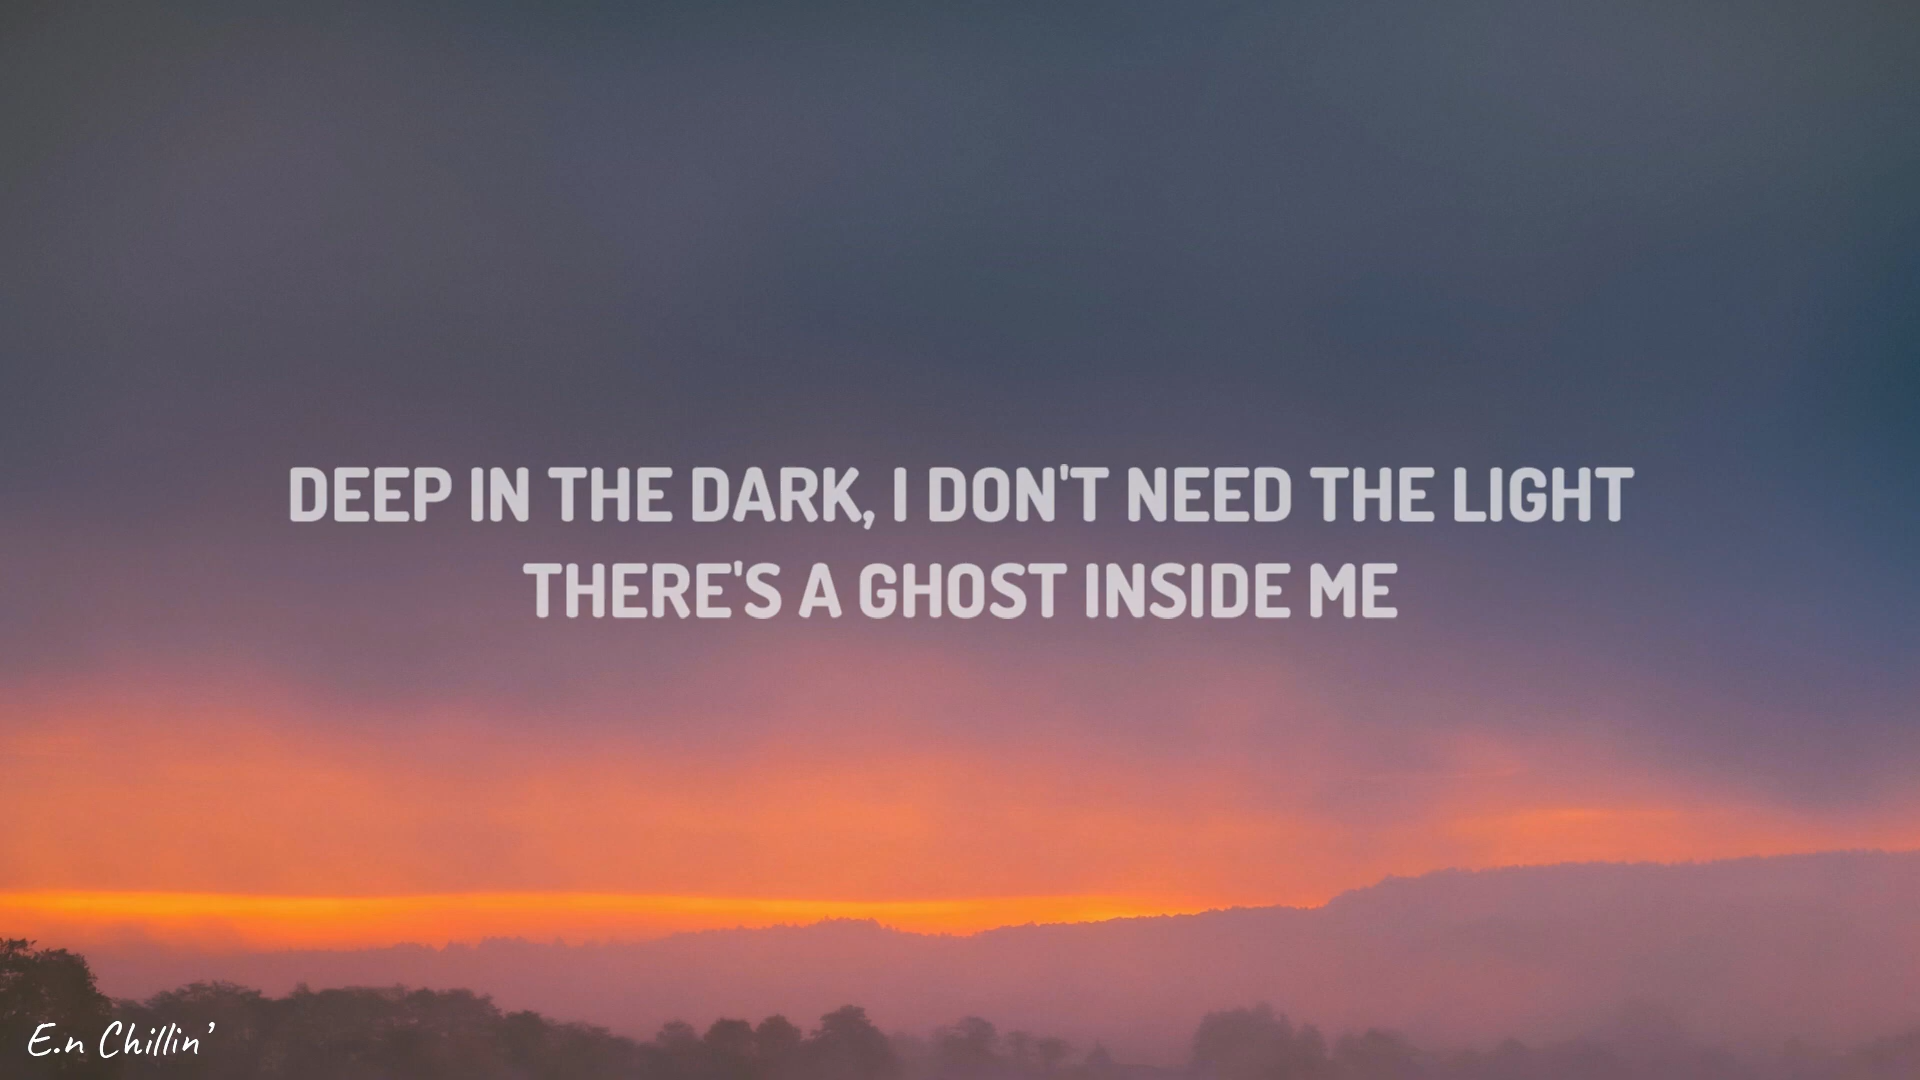 DEEP IN THE DARK, I DON'T NEED THE LIGHT
THERE'S A GHOST INSIDE ME
E.n Chillin'